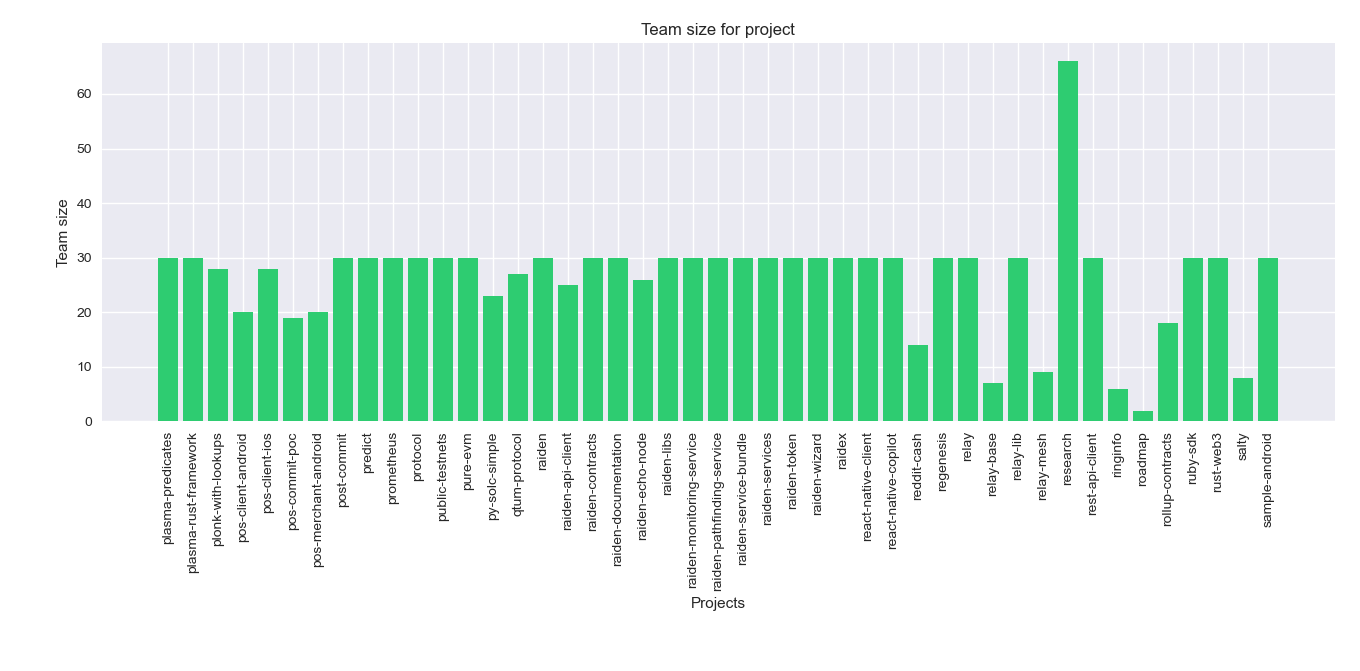 Team size for project
Team size
60
50
40
30
20
10
0
plasma-predicates
plasma-rust-framework
plonk-with-lookups
pos-client-android
pos-client-ios
pos-commit-poc
pos-merchant-android
post-commit
predict
prometheus
protocol
public-testnets
pure-evm
py-solc-simple
qtum-protocol
raiden
raiden-api-client
raiden-contracts
raiden-documentation
raiden-echo-node
raiden-libs
raiden-monitoring-service
raiden-pathfinding-service
raiden-service-bundle
raiden-services
raiden-token
raiden-wizard
raidex
react-native-client
react-native-copilot
reddit-cash
regenesis
relay
relay-base
relay-lib
relay-mesh
research
rest-api-client
ringinfo
roadmap
rollup-contracts
ruby-sdk
rust-web3
salty
sample-android
Projects